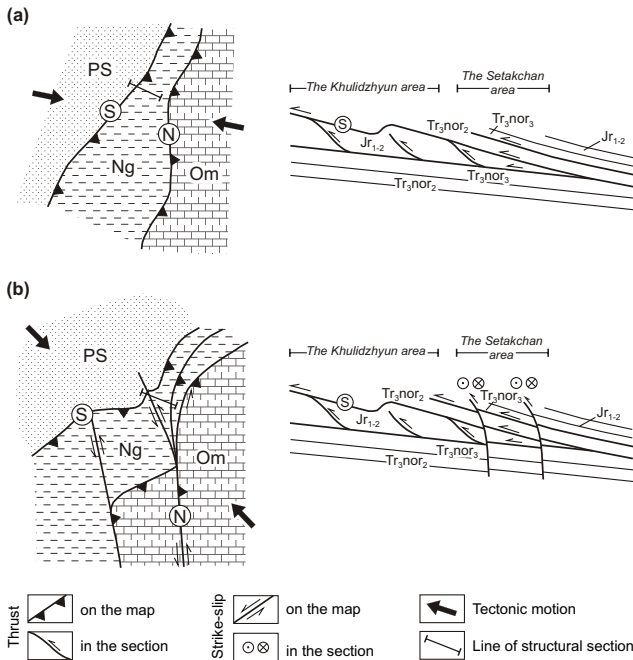 (a)
PS
S
N
Ng
Om
The Khulidzhyun area
The Setakchan
area
S
Tr3nor3
Tr3nor2
Jr1-2
Jr1-2
Tr3nor3
Tr3nor2
(b)
PS
S
Ng
Om
N
The Khulidzhyun area
The Setakchan
area
S
Tr3nor2
Tr3nor3
Jr1-2
Jr1-2
Tr3nor3
Tr3nor2
Thrust
on the map
in the section
Strike-slip
on the map
in the section
Tectonic motion
Line of structural section